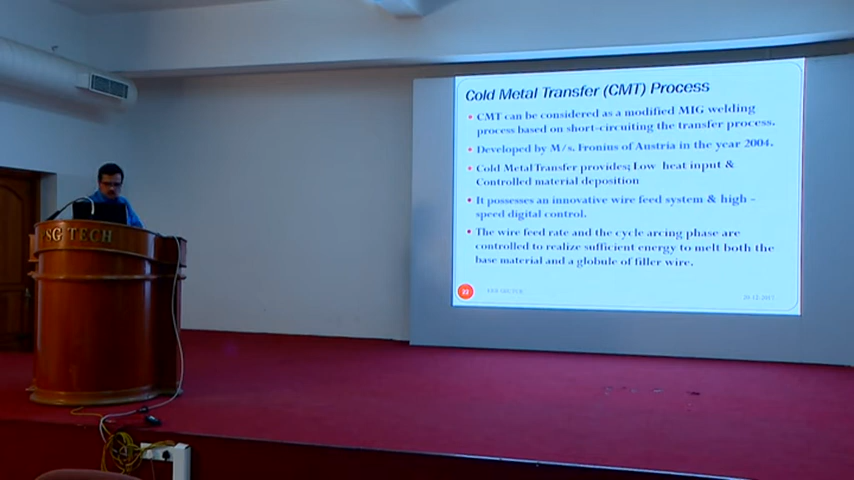 SG TECH
Cold Metal Transfer (CMT) Process
CMT can be considered as a modified MIG welding
process based on short-circuiting the transfer process.
Developed by M/s. Fronius of Austria in the year 2004.
Cold Metal Transfer provides; Low heat input &
Controlled material deposition
It possesses an innovative wire feed system & high -
speed digital control.
The wire feed rate and the cycle arcing phase are
controlled to realize sufficient energy to melt both the
base material and a globule of filler wire.
22